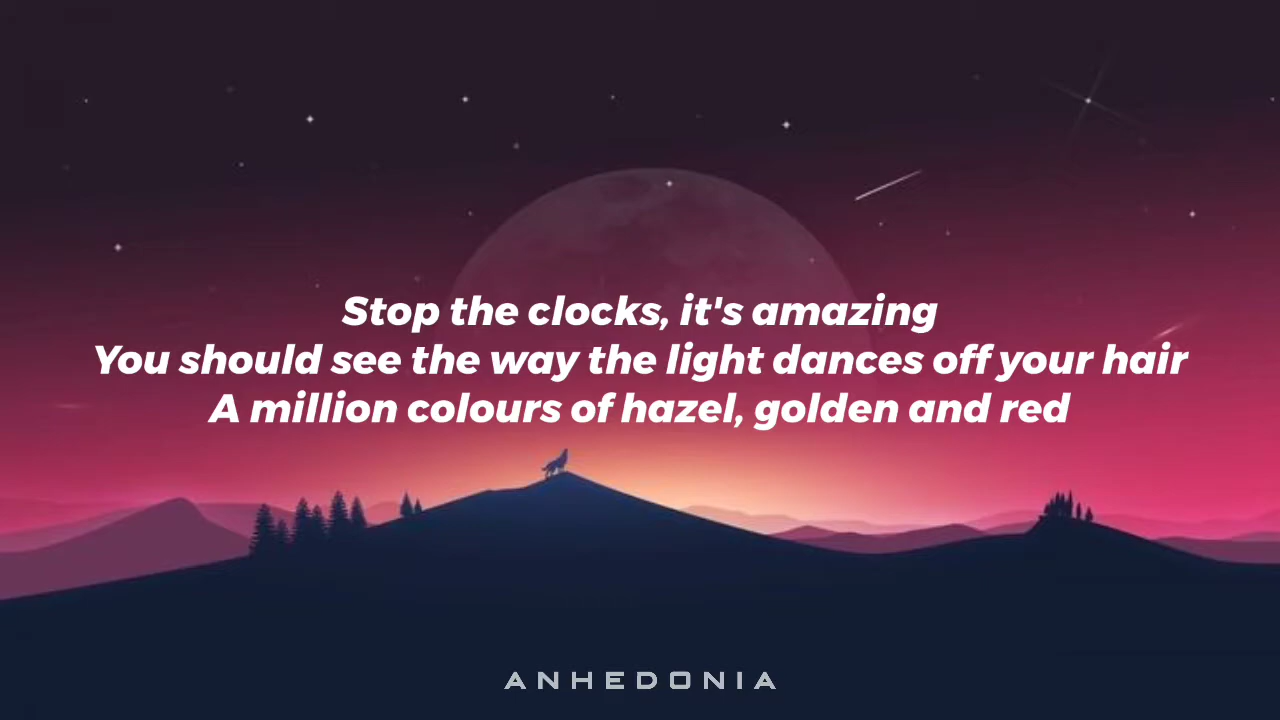 Stop the clocks, it's amazing
You should see the way the light dances off your hair
A million colours of hazel, golden and red
ANHEDONIA